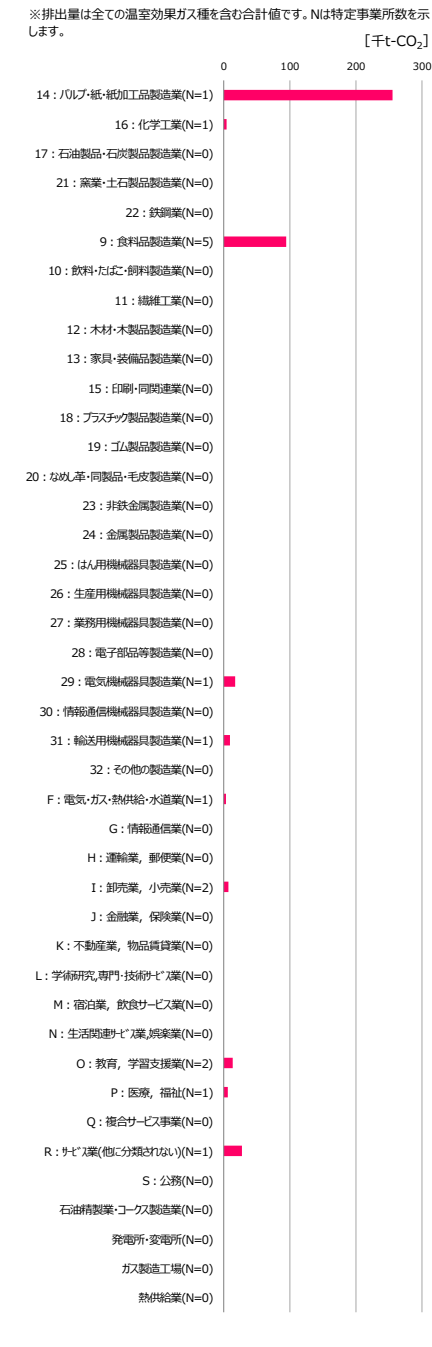 ※排出量は全ての温室効果ガス種を含む合計値です。Nは特定事業所数を示
します。
[千t-CO₂]
0 100 200 300
14：パルプ・紙・紙加工品製造業(N=1)
16：化学工業(N=1)
17：石油製品・石炭製品製造業(N=0)
21：窯業・土石製品製造業(N=0)
22：鉄鋼業(N=0)
9：食料品製造業(N=5)
10：飲料・たばこ・飼料製造業(N=0)
11：繊維工業(N=0)
12：木材・木製品製造業(N=0)
13：家具・装備品製造業(N=0)
15：印刷・同関連業(N=0)
18：プラスチック製品製造業(N=0)
19：ゴム製品製造業(N=0)
20：なめし革・同製品・毛皮製造業(N=0)
23：非鉄金属製造業(N=0)
24：金属製品製造業(N=0)
25：はん用機械器具製造業(N=0)
26：生産用機械器具製造業(N=0)
27：業務用機械器具製造業(N=0)
28：電子部品等製造業(N=0)
29：電気機械器具製造業(N=1)
30：情報通信機械器具製造業(N=0)
31：輸送用機械器具製造業(N=1)
32：その他の製造業(N=0)
F：電気・ガス・熱供給・水道業(N=1)
G：情報通信業(N=0)
H：運輸業，郵便業(N=0)
I：卸売業，小売業(N=2)
J：金融業，保険業(N=0)
K：不動産業，物品賃貸業(N=0)
L：学術研究,専門・技術ｻｰﾋﾞｽ業(N=0)
M：宿泊業，飲食サービス業(N=0)
N：生活関連ｻｰﾋﾞｽ業,娯楽業(N=0)
O：教育，学習支援業(N=2)
P：医療，福祉(N=1)
Q：複合サービス事業(N=0)
R：ｻｰﾋﾞｽ業(他に分類されない)(N=1)
S：公務(N=0)
石油精製業・コークス製造業(N=0)
発電所・変電所(N=0)
ガス製造工場(N=0)
熱供給業(N=0)